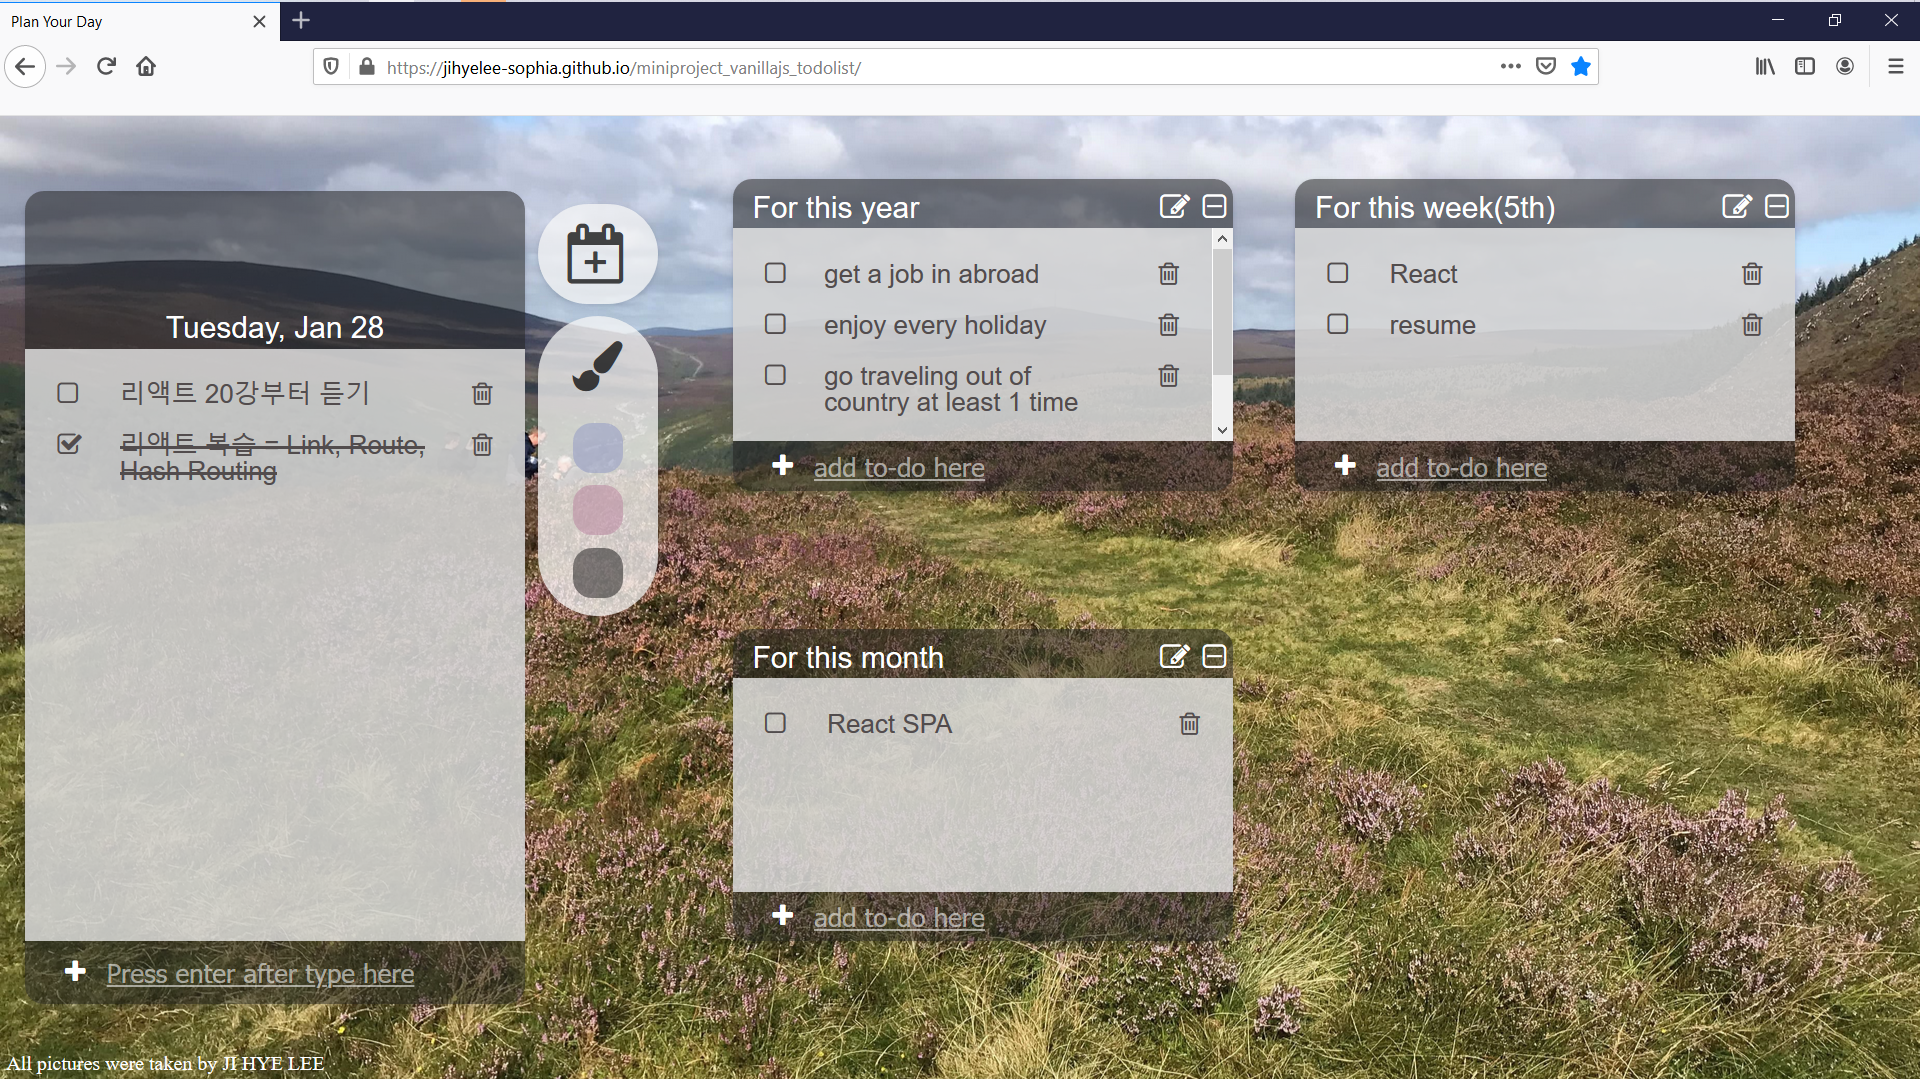 Plan Your Day
https://jihyelee-sophia.github.io/miniproject_vanillajs_todolist/
Tuesday, Jan 28
리액트 20강부터 듣기
리액트 복습 = Link, Route,
Hash Routing
Press enter after type here
For this year
get a job in abroad
enjoy every holiday
go traveling out of
country at least 1 time
add to-do here
For this week(5th)
React
resume
add to-do here
For this month
React SPA
add to-do here
All pictures were taken by JI HYE LEE